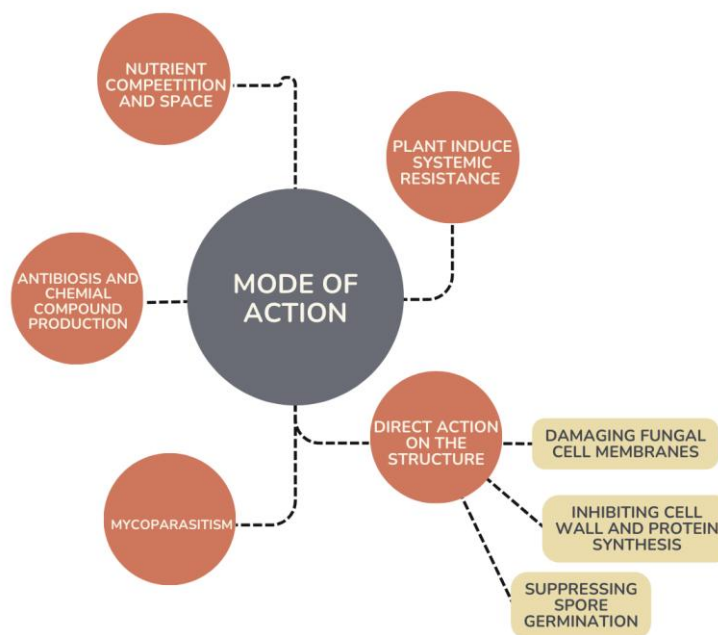 NUTRIENT
COMPEETITION
AND SPACE
PLANT INDUCE
SYSTEMIC
RESISTANCE
MODE OF
ACTION
ANTIBIOSIS AND
CHEMIAL
COMPOUND
PRODUCTION
DIRECT ACTION
ON THE
STRUCTURE
DAMAGING FUNGAL
CELL MEMBRANES
INHIBITING CELL
WALL AND PROTEIN
SYNTHESIS
SUPPRESSING
SPORE
GERMINATION
MYCOPARASITISM